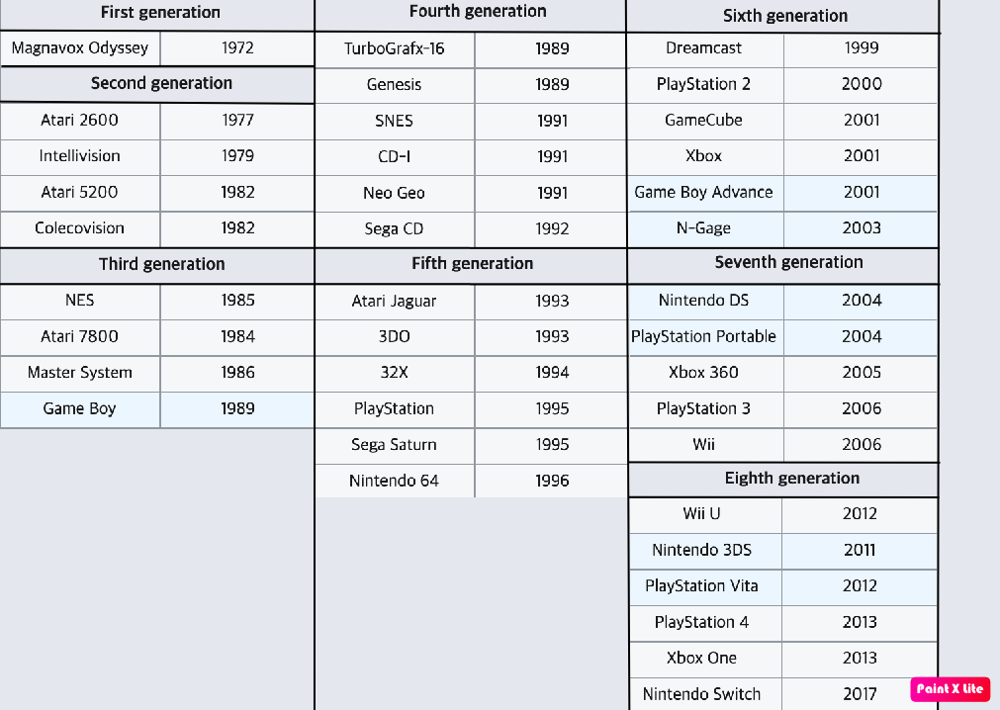 First generation
Magnavox Odyssey 1972
Second generation
Atari 2600 1977
Intellivision 1979
Atari 5200 1982
Colecovision 1982
Third generation
NES 1985
Atari 7800 1984
Master System 1986
Game Boy 1989
Fourth generation
TurboGrafx-16 1989
Genesis 1989
SNES 1991
CD-I 1991
Neo Geo 1991
Sega CD 1992
Fifth generation
Atari Jaguar 1993
3DO 1993
32X 1994
PlayStation 1995
Sega Saturn 1995
Nintendo 64 1996
Sixth generation
Dreamcast 1999
PlayStation 2 2000
GameCube 2001
Xbox 2001
Game Boy Advance 2001
N-Gage 2003
Seventh generation
Nintendo DS 2004
PlayStation Portable 2004
Xbox 360 2005
PlayStation 3 2006
Wii 2006
Eighth generation
Wii U 2012
Nintendo 3DS 2011
PlayStation Vita 2012
PlayStation 4 2013
Xbox One 2013
Nintendo Switch 2017
Paint X Lite